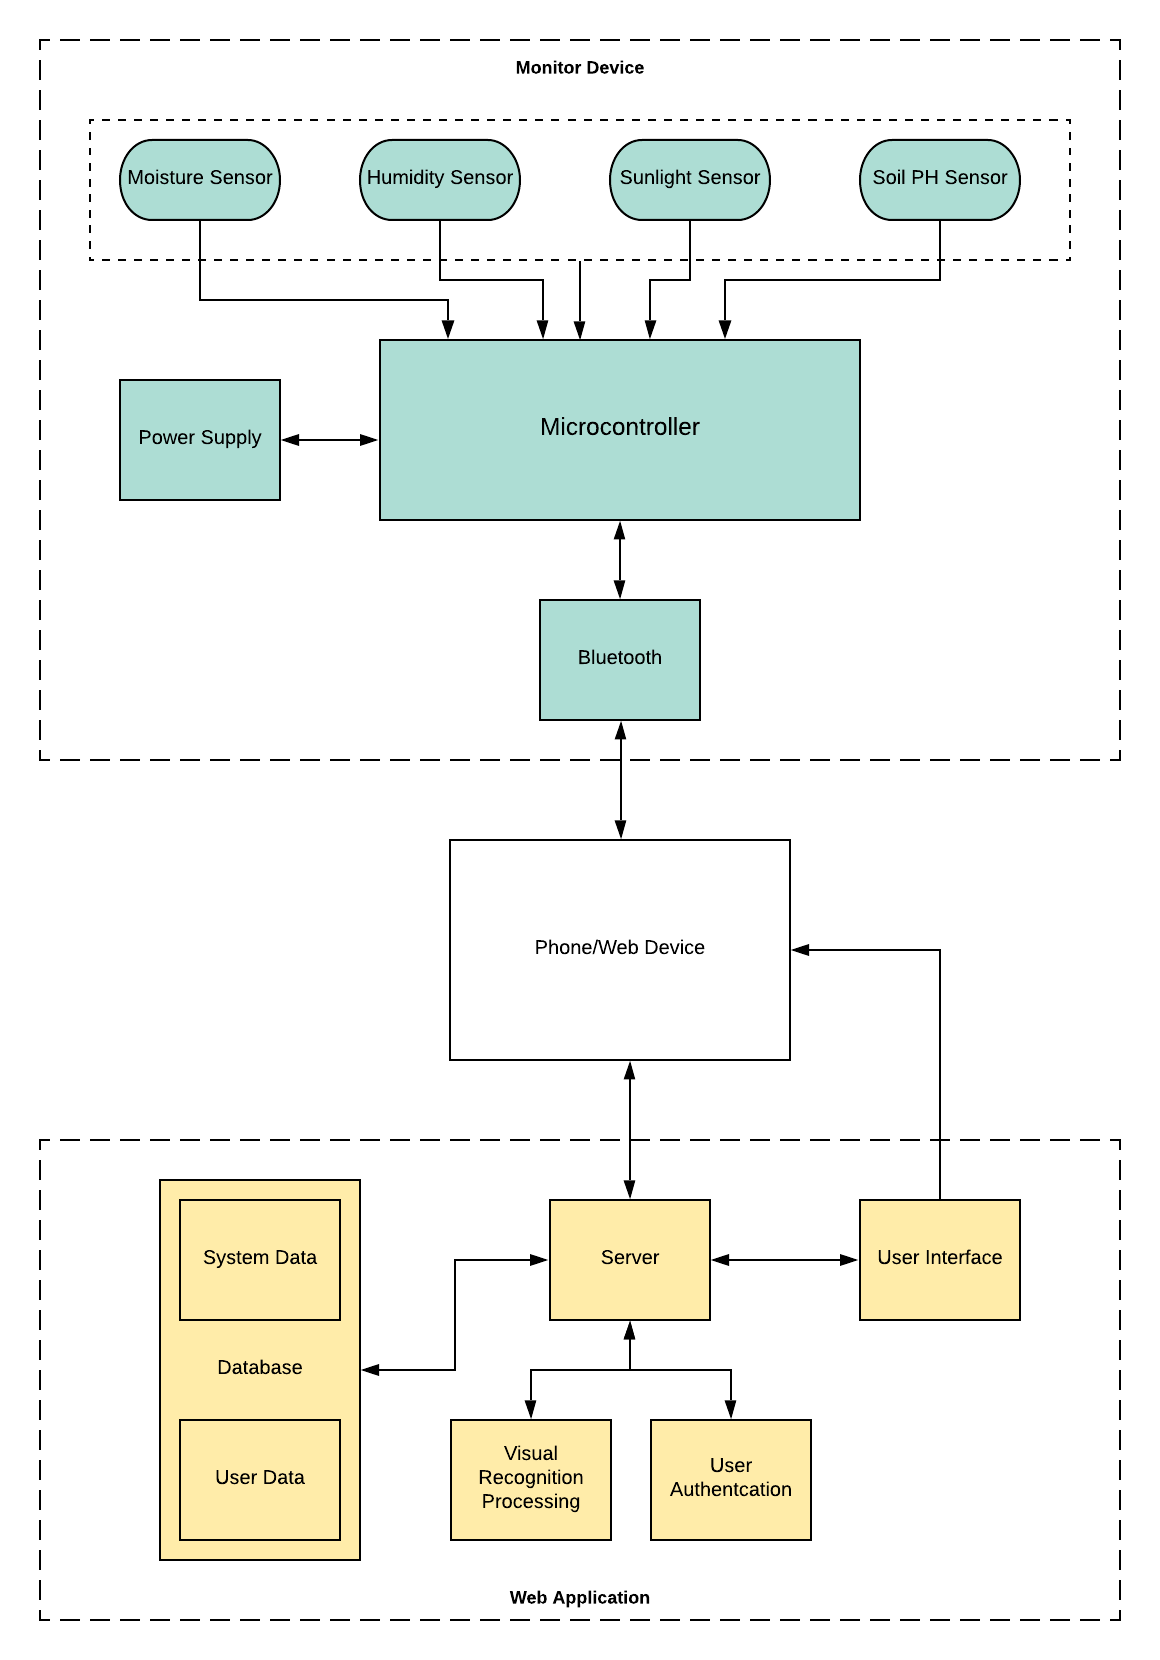 Monitor Device
Moisture Sensor
Humidity Sensor
Sunlight Sensor
Soil PH Sensor
Microcontroller
Power Supply
Bluetooth
Phone/Web Device
System Data
Server
User Interface
Database
User Data
Visual
Recognition
Processing
User
Authentcation
Web Application